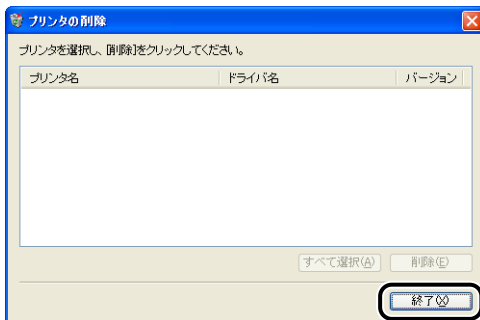 プリンタの削除
プリンタを選択し、[削除]をクリックしてください。
プリンタ名 ドライバ名 バージョン
すべて選択(A) 削除(E)
終了(X)